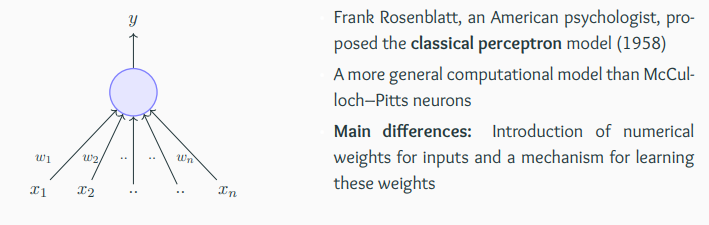 y
w1 w2 .. .. wn
x1 x2 .. .. xn
Frank Rosenblatt, an American psychologist, pro-
posed the classical perceptron model (1958)
A more general computational model than McCul-
loch–Pitts neurons
Main differences: Introduction of numerical
weights for inputs and a mechanism for learning
these weights